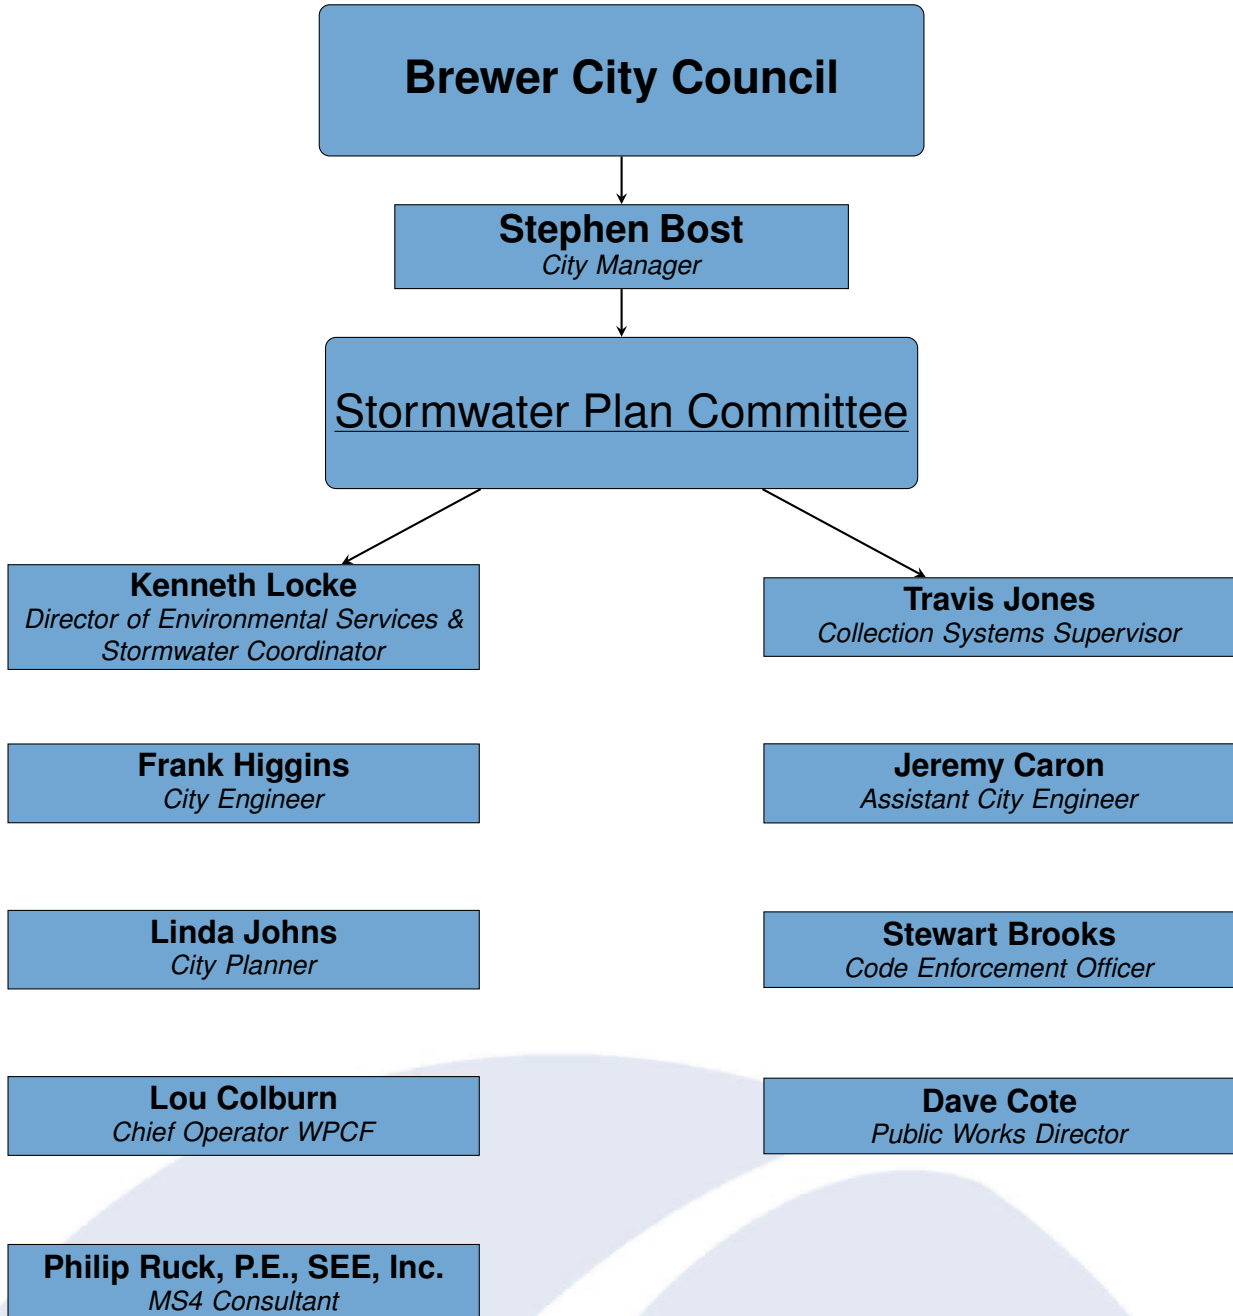 Brewer City Council
Stephen Bost
City Manager
Stormwater Plan Committee
Kenneth Locke
Director of Environmental Services &
Stormwater Coordinator
Travis Jones
Collection Systems Supervisor
Frank Higgins
City Engineer
Jeremy Caron
Assistant City Engineer
Linda Johns
City Planner
Stewart Brooks
Code Enforcement Officer
Lou Colburn
Chief Operator WPCF
Dave Cote
Public Works Director
Philip Ruck, P.E., SEE, Inc.
MS4 Consultant